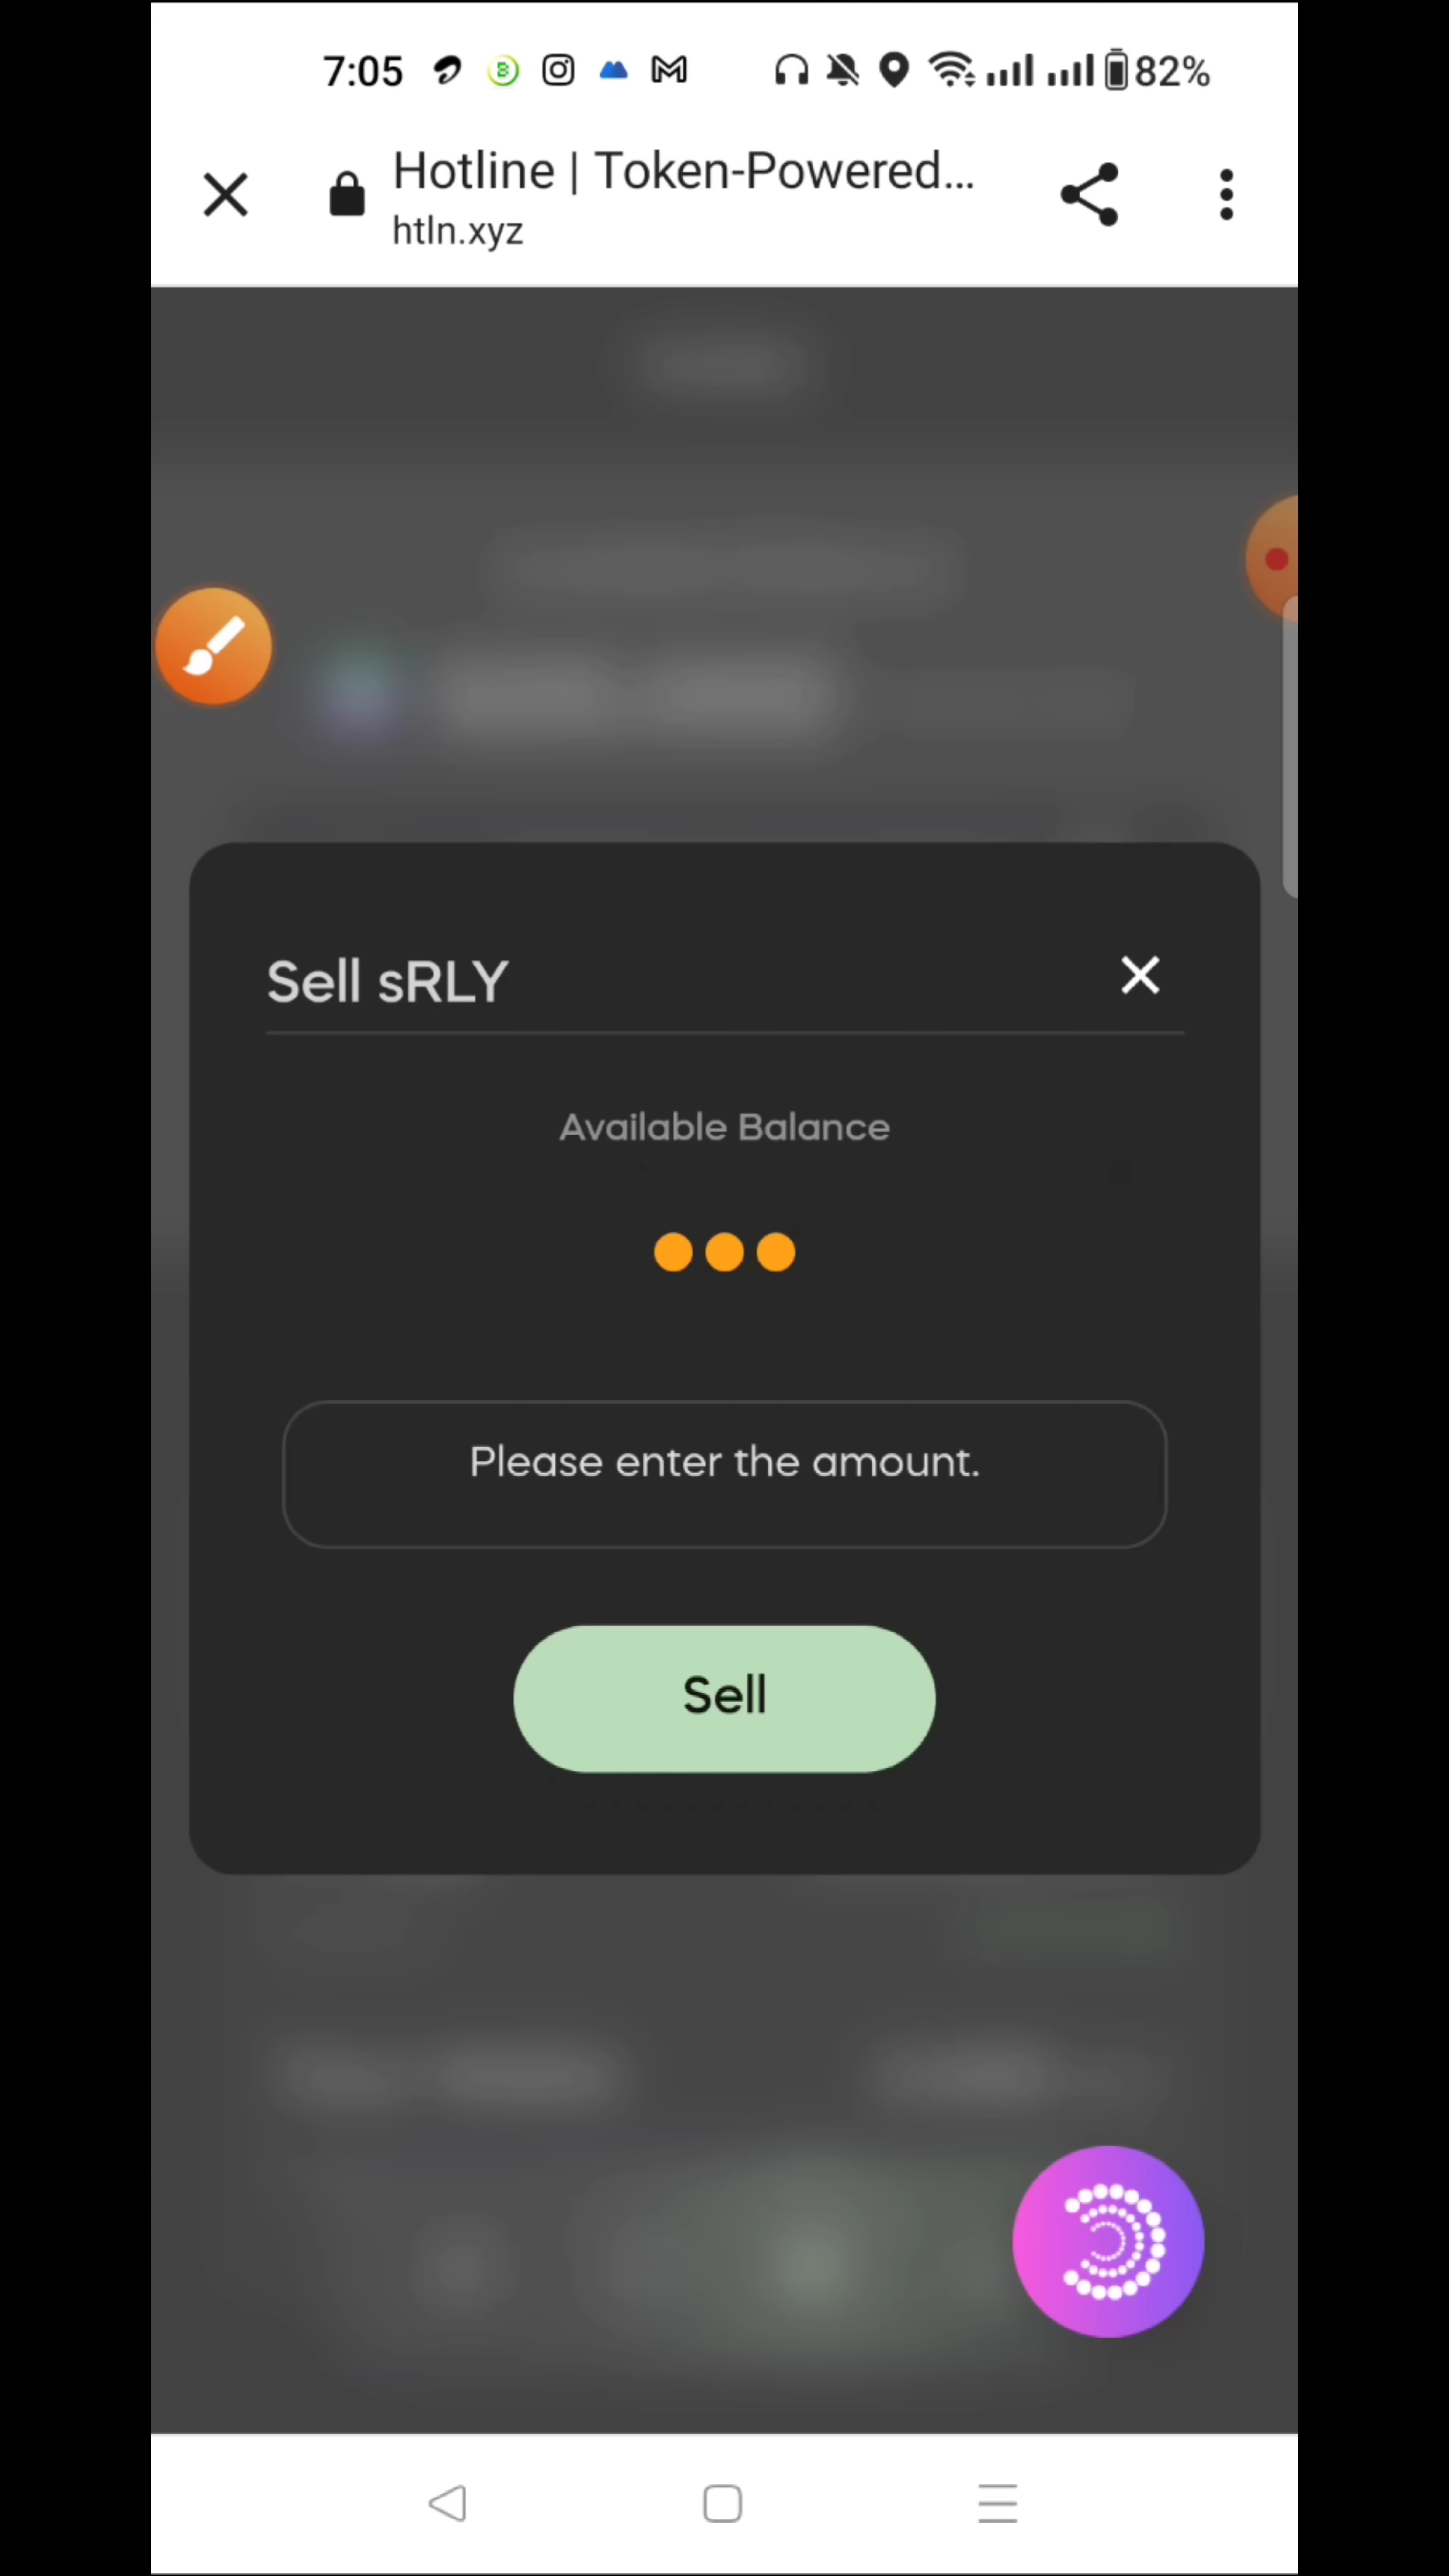 7:05
82%
Hotline | Token-Powered...
htln.xyz
Sell sRLY
Available Balance
Please enter the amount.
Sell